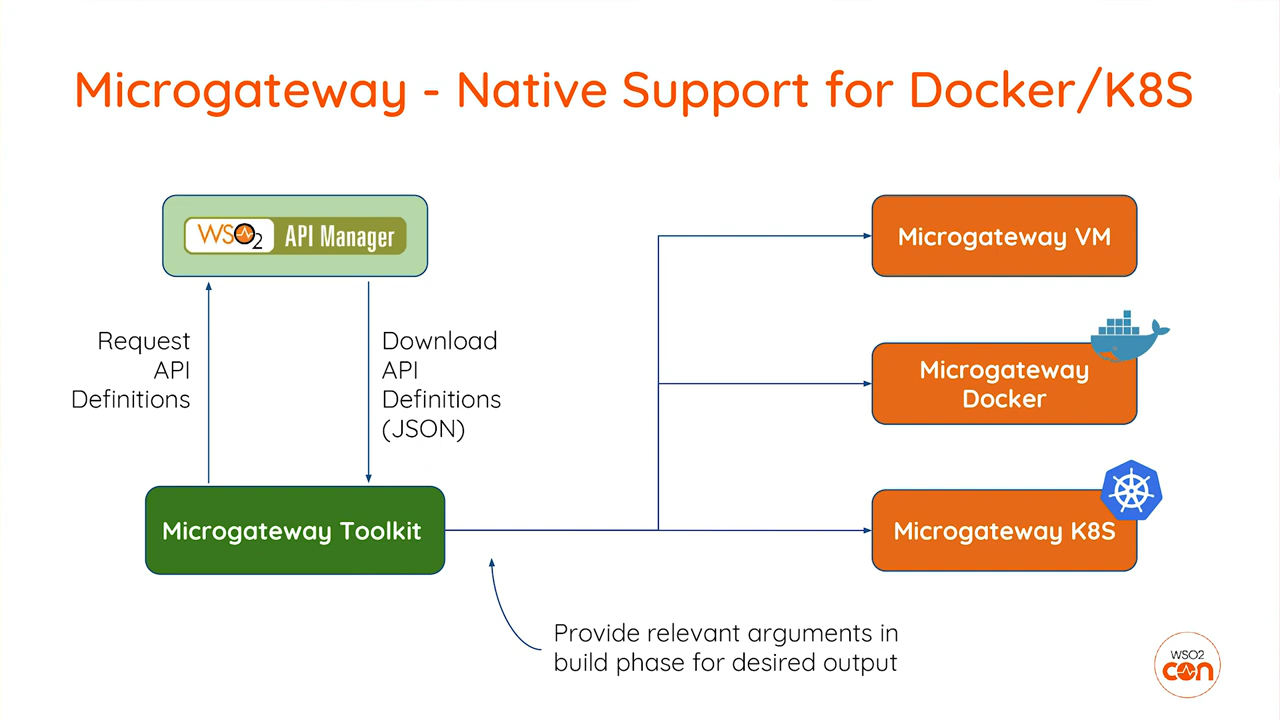 Microgateway - Native Support for Docker/K8S
WSO2 API Manager
Microgateway VM
Request
API
Definitions
Download
API
Definitions
(JSON)
Microgateway
Docker
Microgateway Toolkit
Microgateway K8S
Provide relevant arguments in
build phase for desired output
WSO2
con